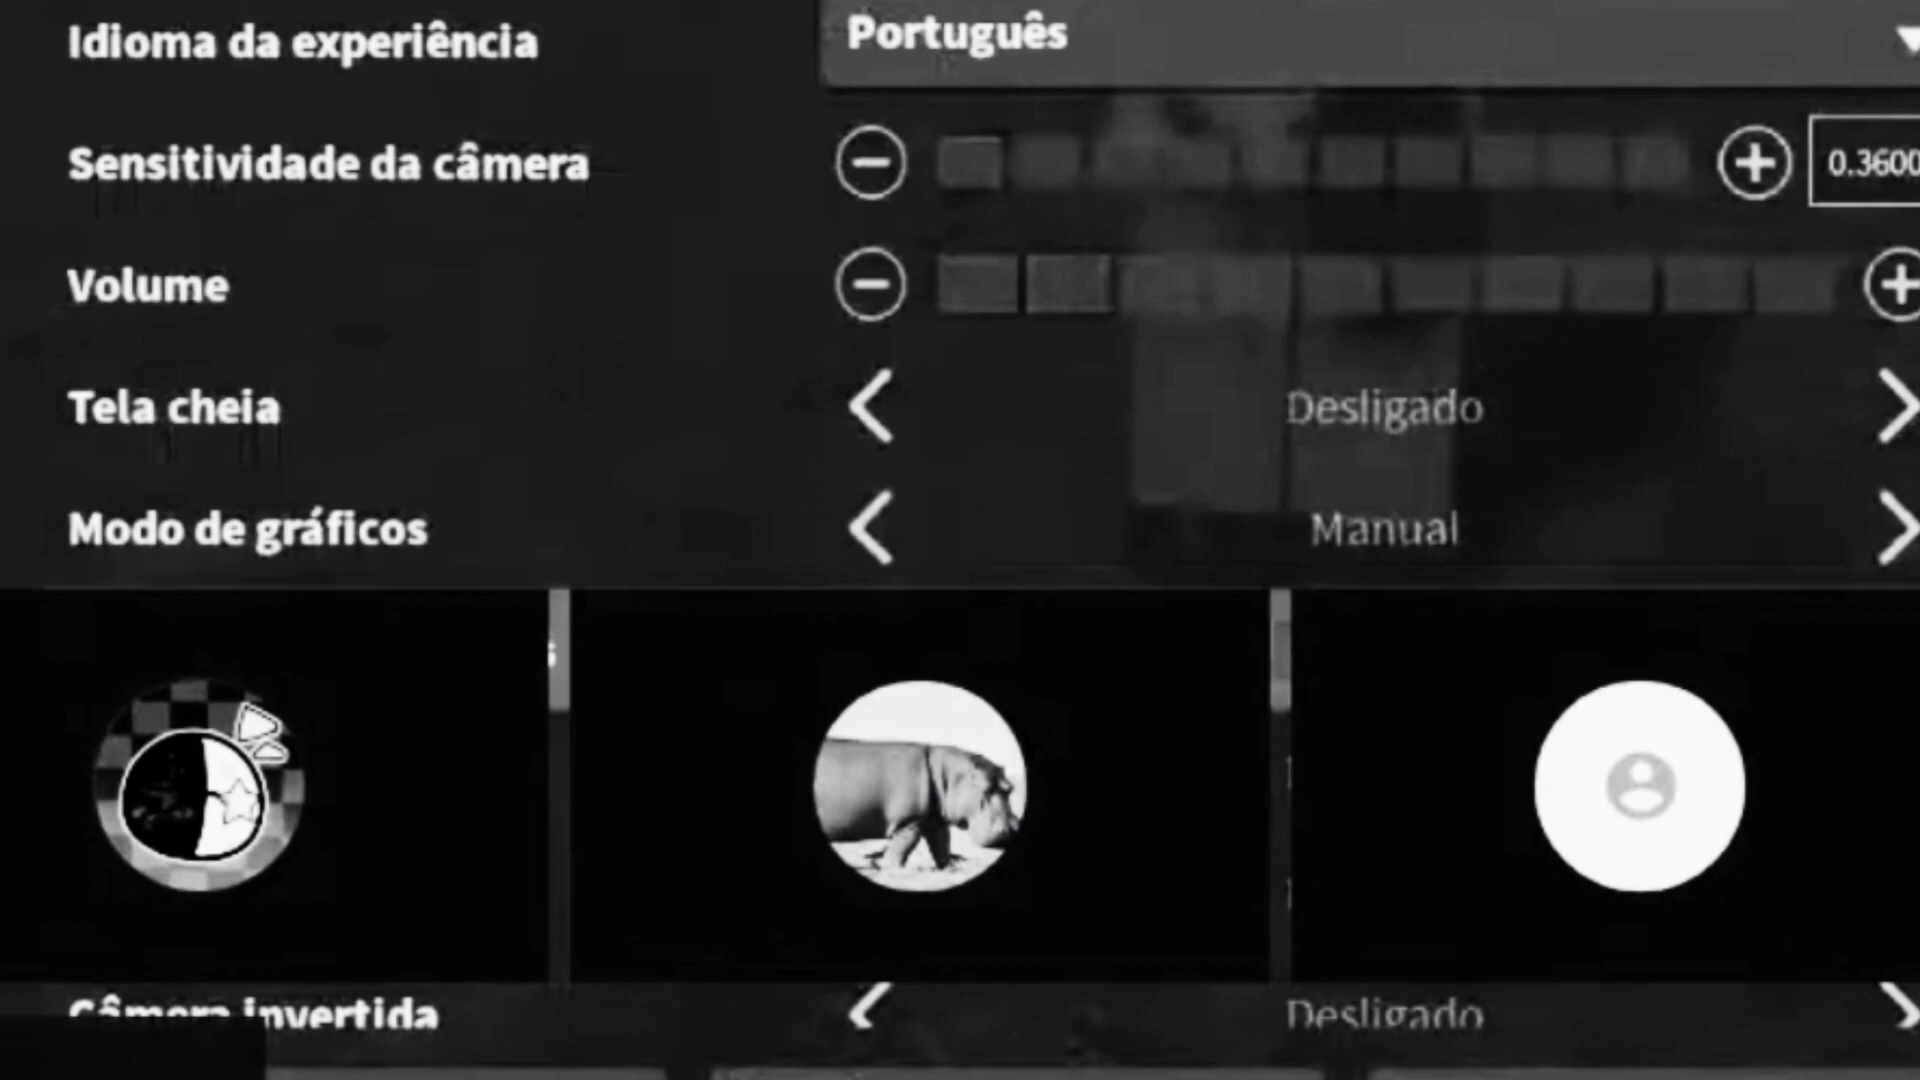 Idioma da experiência
Português
Sensitividade da câmera
0.3600
Volume
Tela cheia
Desligado
Modo de gráficos
Manual
Câmera invertida
Desligado